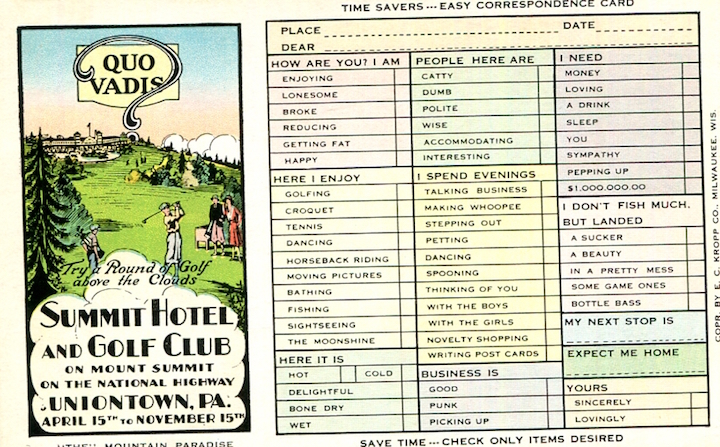 QUO
VADIS
?
Try a Round of Golf
above the Clouds
SUMMIT HOTEL
AND GOLF CLUB
ON MOUNT SUMMIT
ON THE NATIONAL HIGHWAY
UNIONTOWN, PA.
APRIL 15TH TO NOVEMBER 15TH
MOUNTAIN PARADISE
TIME SAVERS---EASY CORRESPONDENCE CARD
PLACE DATE
DEAR
HOW ARE YOU? I AM
ENJOYING
LONESOME
BROKE
REDUCING
GETTING FAT
HAPPY
HERE I ENJOY
GOLFING
CROQUET
TENNIS
DANCING
HORSEBACK RIDING
MOVING PICTURES
BATHING
FISHING
SIGHTSEEING
THE MOONSHINE
HERE IT IS
HOT COLD
DELIGHTFUL
BONE DRY
WET
PEOPLE HERE ARE
CATTY
DUMB
POLITE
WISE
ACCOMMODATING
INTERESTING
I SPEND EVENINGS
TALKING BUSINESS
MAKING WHOOPEE
STEPPING OUT
PETTING
DANCING
SPOONING
THINKING OF YOU
WITH THE BOYS
WITH THE GIRLS
NOVELTY SHOPPING
WRITING POST CARDS
BUSINESS IS
GOOD
PUNK
PICKING UP
I NEED
MONEY
LOVING
A DRINK
SLEEP
YOU
SYMPATHY
PEPPING UP
$1,000,000.00
I DON'T FISH MUCH,
BUT LANDED
A SUCKER
A BEAUTY
IN A PRETTY MESS
SOME GAME ONES
BOTTLE BASS
MY NEXT STOP IS
EXPECT ME HOME
YOURS
SINCERELY
LOVINGLY
SAVE TIME---CHECK ONLY ITEMS DESIRED
COPR. BY E. C. KROPP CO., MILWAUKEE, WIS.